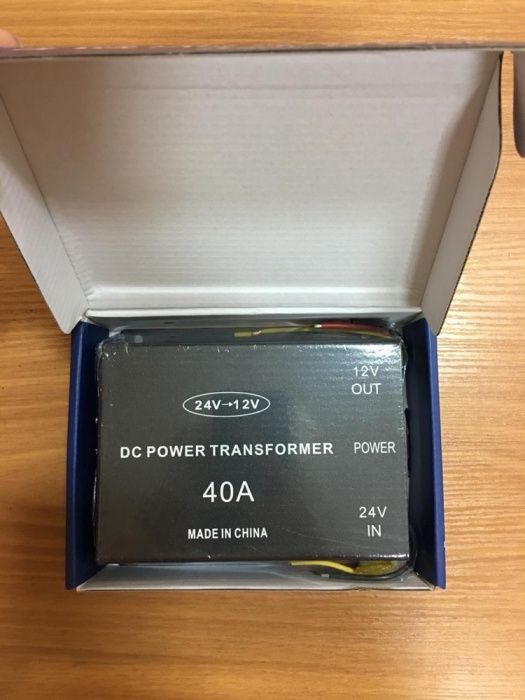 24V→12V
12V
OUT
DC POWER TRANSFORMER
POWER
40A
24V
IN
MADE IN CHINA